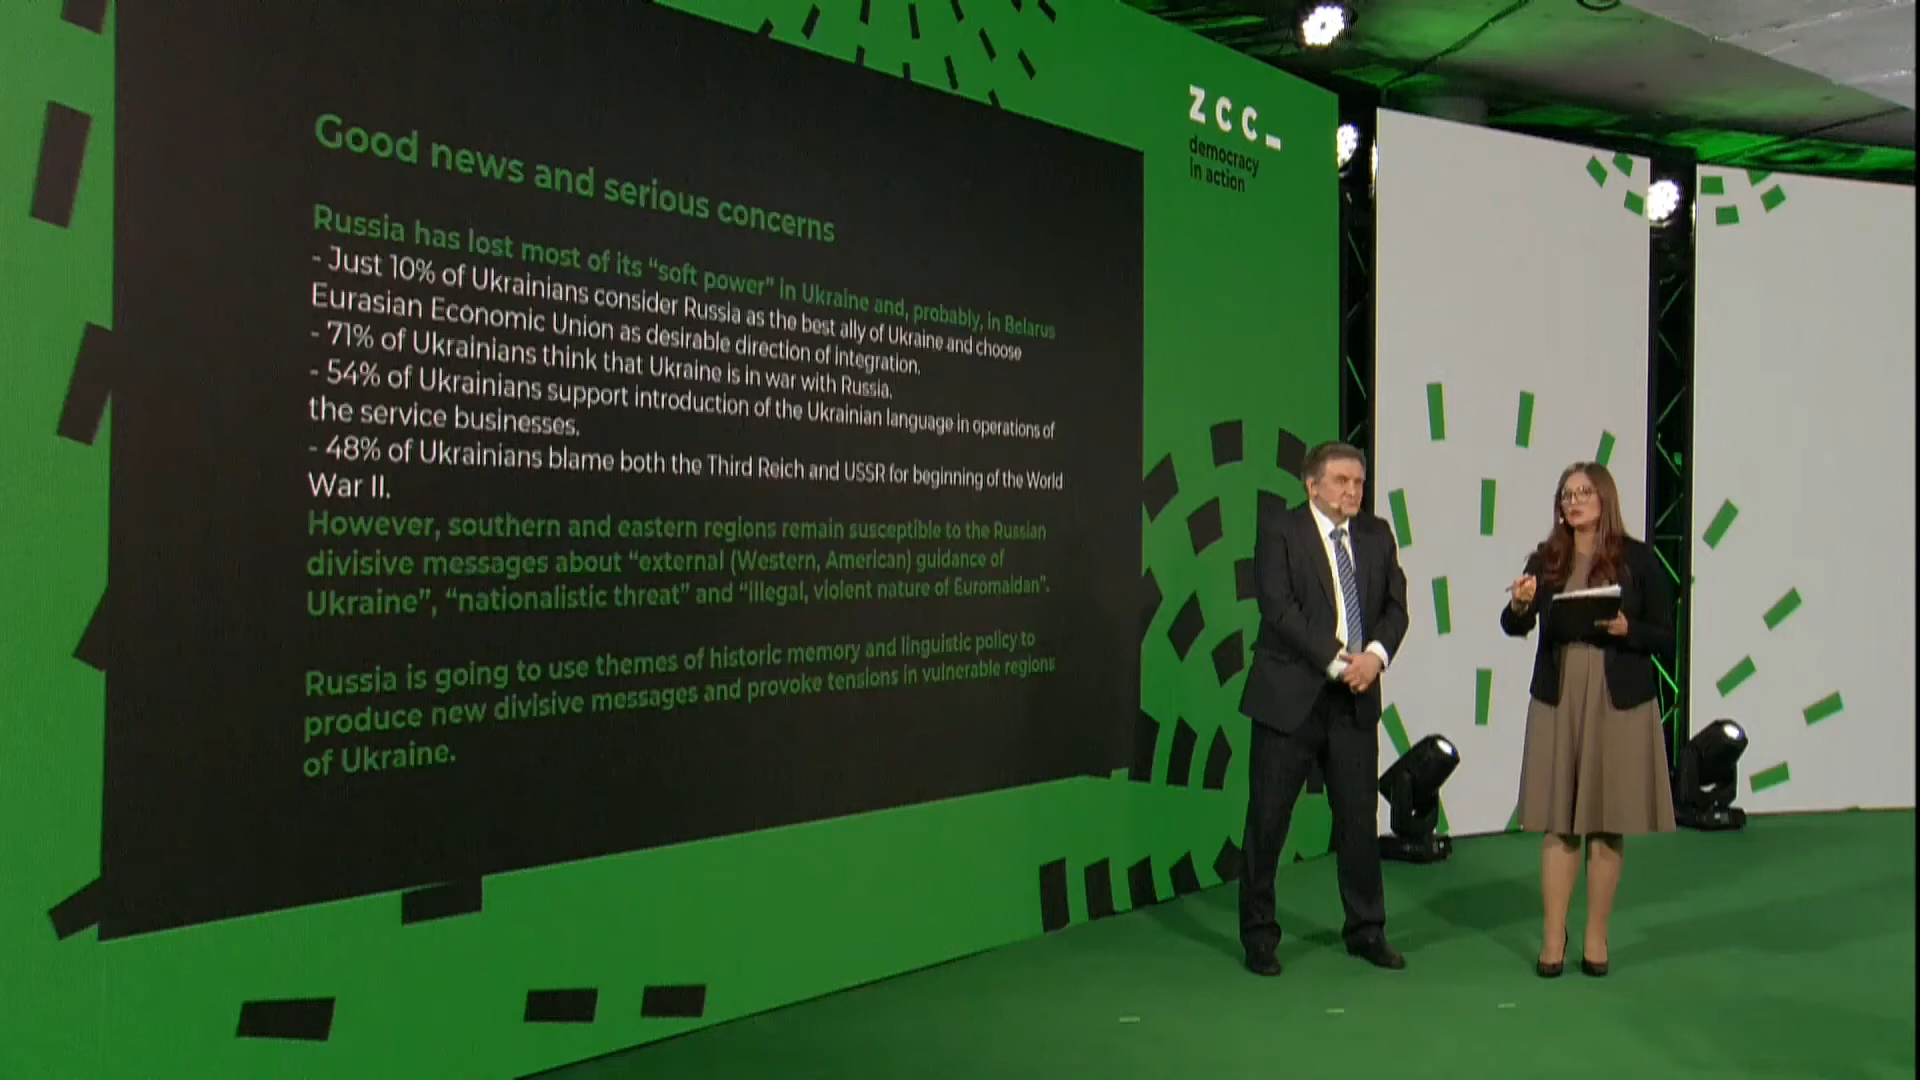 Good news and serious concerns
Russia has lost most of its “soft power” in Ukraine and, probably, in Belarus
- Just 10% of Ukrainians consider Russia as the best ally of Ukraine and choose
Eurasian Economic Union as desirable direction of integration.
- 71% of Ukrainians think that Ukraine is in war with Russia.
- 54% of Ukrainians support introduction of the Ukrainian language in operations of
the service businesses.
- 48% of Ukrainians blame both the Third Reich and USSR for beginning of the World
War II.
However, southern and eastern regions remain susceptible to the Russian
divisive messages about “external (Western, American) guidance of
Ukraine”, “nationalistic threat” and “illegal, violent nature of Euromaidan”.
Russia is going to use themes of historic memory and linguistic policy to
produce new divisive messages and provoke tensions in vulnerable regions
of Ukraine.
zcc_
democracy
in action